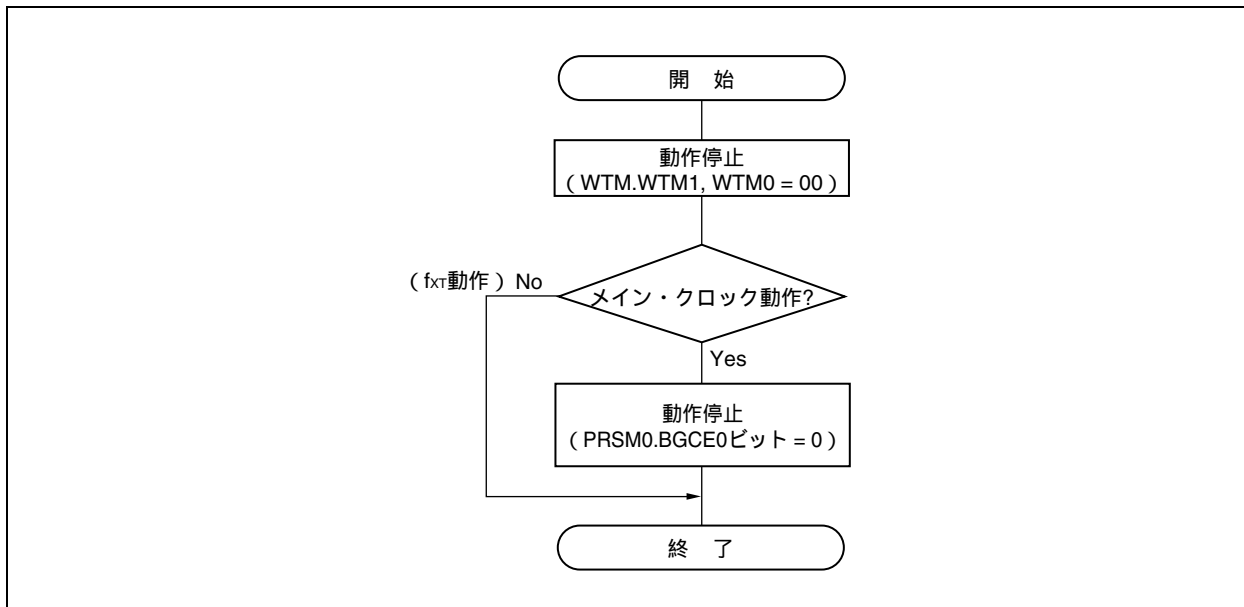 開 始
動作停止
（WTM.WTM1, WTM0 = 00）
（fXT動作）No
メイン・クロック動作?
Yes
動作停止
（PRSM0.BGCE0ビット = 0）
終 了